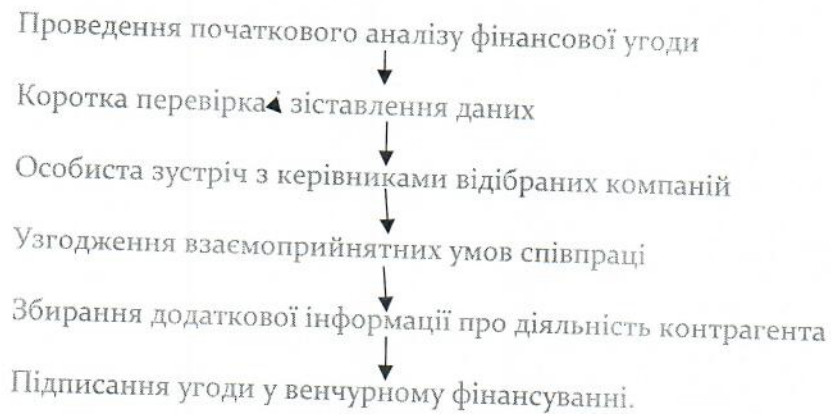 Проведення початкового аналізу фінансової угоди
Коротка перевірка і зіставлення даних
Особиста зустріч з керівниками відібраних компаній
Узгодження взаємоприйнятних умов співпраці
Збирання додаткової інформації про діяльність контрагента
Підписання угоди у венчурному фінансуванні.